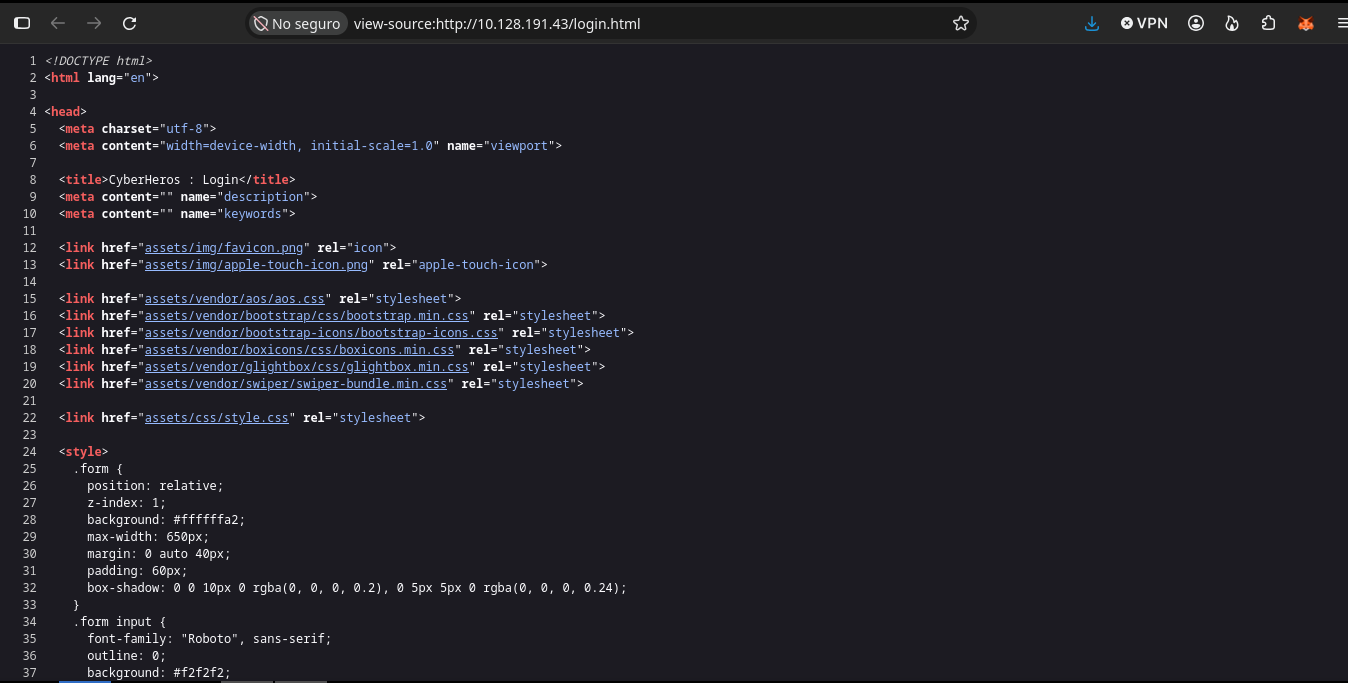 No seguro view-source:http://10.128.191.43/login.html VPN
1 <!DOCTYPE html>
2 <html lang="en">
3
4 <head>
5 <meta charset="utf-8">
6 <meta content="width=device-width, initial-scale=1.0" name="viewport">
7
8 <title>CyberHeros : Login</title>
9 <meta content="" name="description">
10 <meta content="" name="keywords">
11
12 <link href="assets/img/favicon.png" rel="icon">
13 <link href="assets/img/apple-touch-icon.png" rel="apple-touch-icon">
14
15 <link href="assets/vendor/aos/aos.css" rel="stylesheet">
16 <link href="assets/vendor/bootstrap/css/bootstrap.min.css" rel="stylesheet">
17 <link href="assets/vendor/bootstrap-icons/bootstrap-icons.css" rel="stylesheet">
18 <link href="assets/vendor/boxicons/css/boxicons.min.css" rel="stylesheet">
19 <link href="assets/vendor/glightbox/css/glightbox.min.css" rel="stylesheet">
20 <link href="assets/vendor/swiper/swiper-bundle.min.css" rel="stylesheet">
21
22 <link href="assets/css/style.css" rel="stylesheet">
23
24 <style>
25 .form {
26 position: relative;
27 z-index: 1;
28 background: #ffffffa2;
29 max-width: 650px;
30 margin: 0 auto 40px;
31 padding: 60px;
32 box-shadow: 0 0 10px 0 rgba(0, 0, 0, 0.2), 0 5px 5px 0 rgba(0, 0, 0, 0.24);
33 }
34 .form input {
35 font-family: "Roboto", sans-serif;
36 outline: 0;
37 background: #f2f2f2;